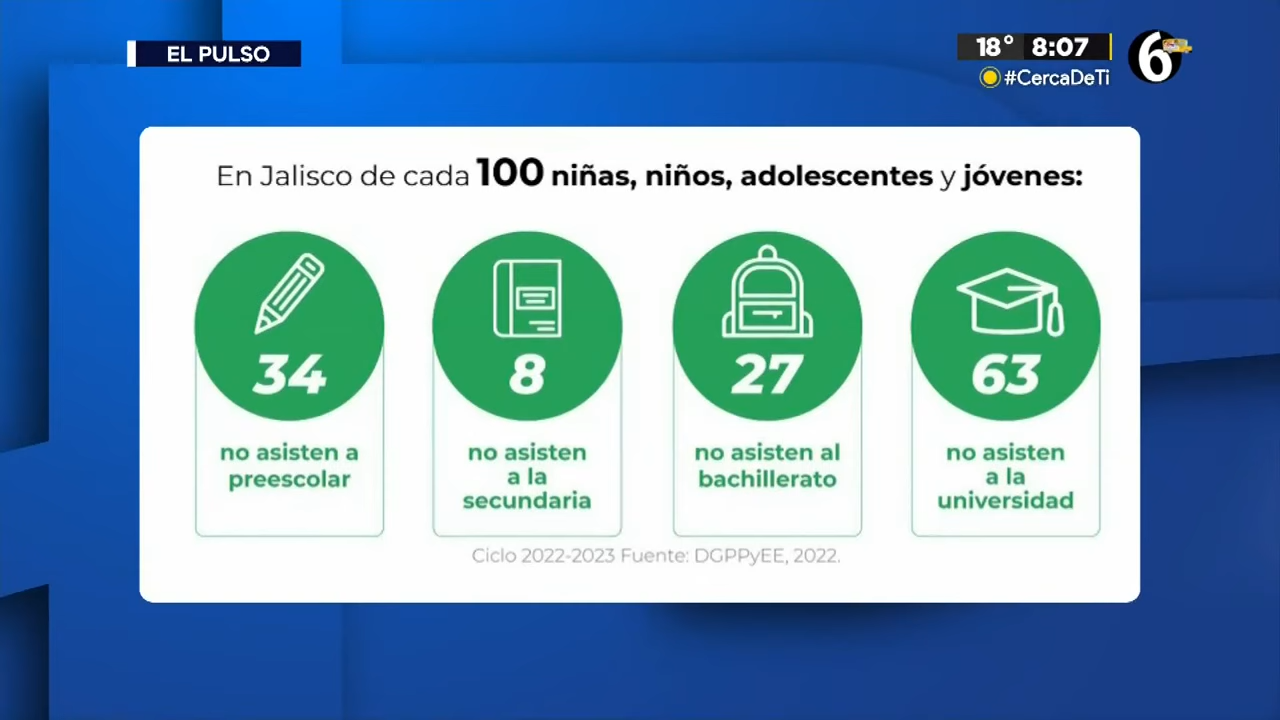 EL PULSO
18° 8:07
#CercaDeTi
6
En Jalisco de cada 100 niñas, niños, adolescentes y jóvenes:
34
no asisten a
preescolar
8
no asisten
a la
secundaria
27
no asisten al
bachillerato
63
no asisten
a la
universidad
Ciclo 2022-2023 Fuente: DGPPyEE, 2022.